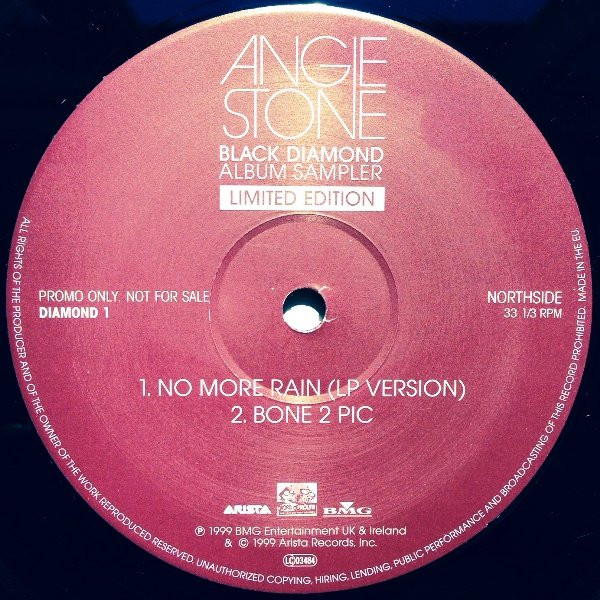 ANGIE
STONE
BLACK DIAMOND
ALBUM SAMPLER
LIMITED EDITION
PROMO ONLY. NOT FOR SALE
DIAMOND 1
NORTHSIDE
33 1/3 RPM
1. NO MORE RAIN (LP VERSION)
2. BONE 2 PIC
ARISTA
BMG
℗ 1999 BMG Entertainment UK & Ireland
& © 1999 Arista Records, Inc.
LC 03484
ALL RIGHTS OF THE PRODUCER AND OF THE OWNER OF THE WORK REPRODUCED RESERVED. UNAUTHORIZED COPYING, HIRING, LENDING, PUBLIC PERFORMANCE AND BROADCASTING OF THIS RECORD PROHIBITED. MADE IN THE EU.